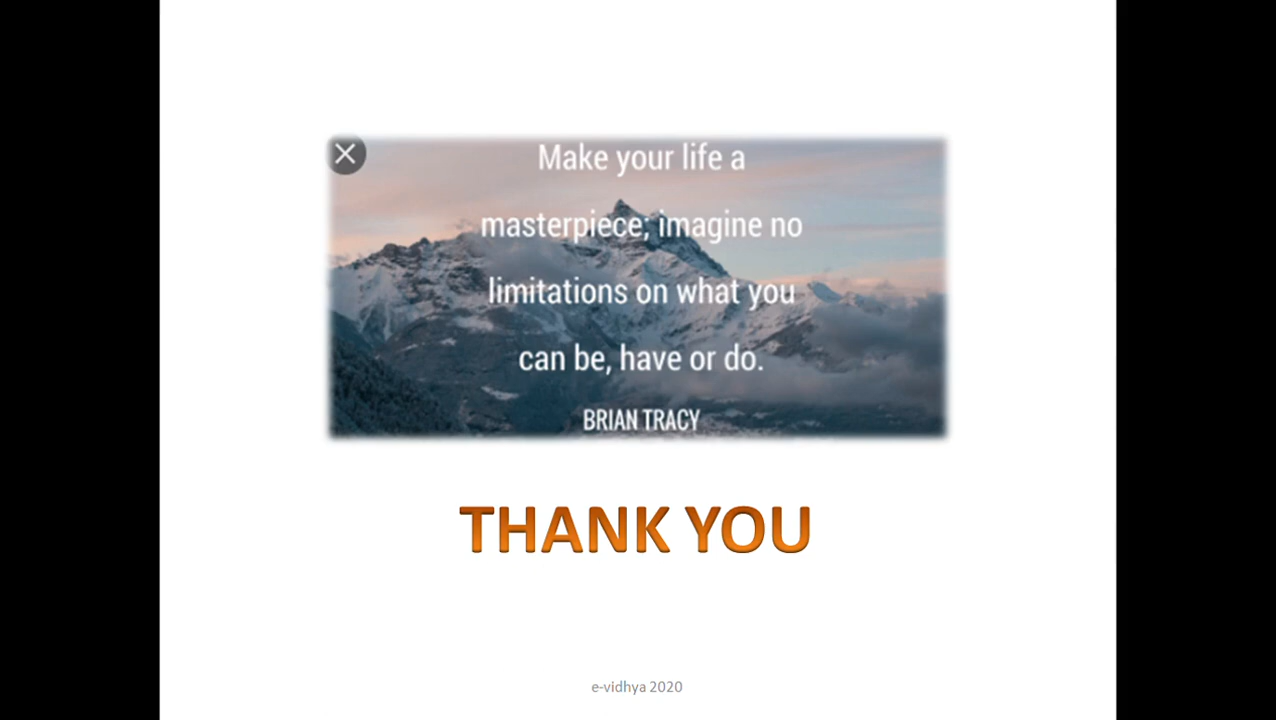 Make your life a
masterpiece; imagine no
limitations on what you
can be, have or do.
BRIAN TRACY
THANK YOU
e-vidhya 2020